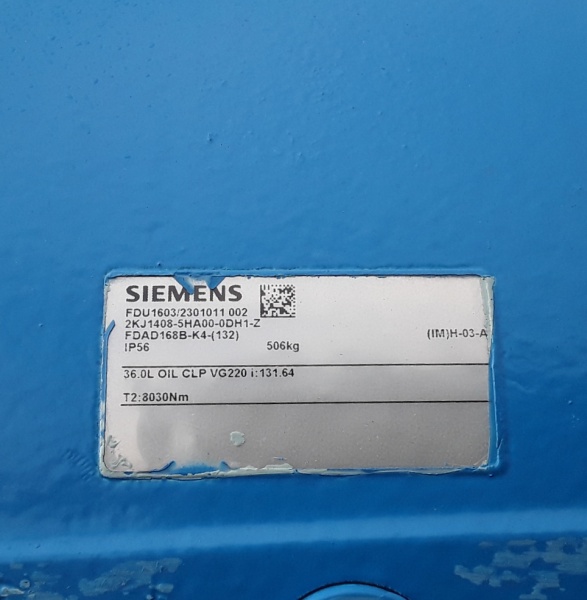 SIEMENS
FDU1603/2301011 002
2KJ1408-5HA00-0DH1-Z
FDAD168B-K4-(132)
IP56 506kg (IM)H-03-A
36.0L OIL CLP VG220 i:131.64
T2:8030Nm